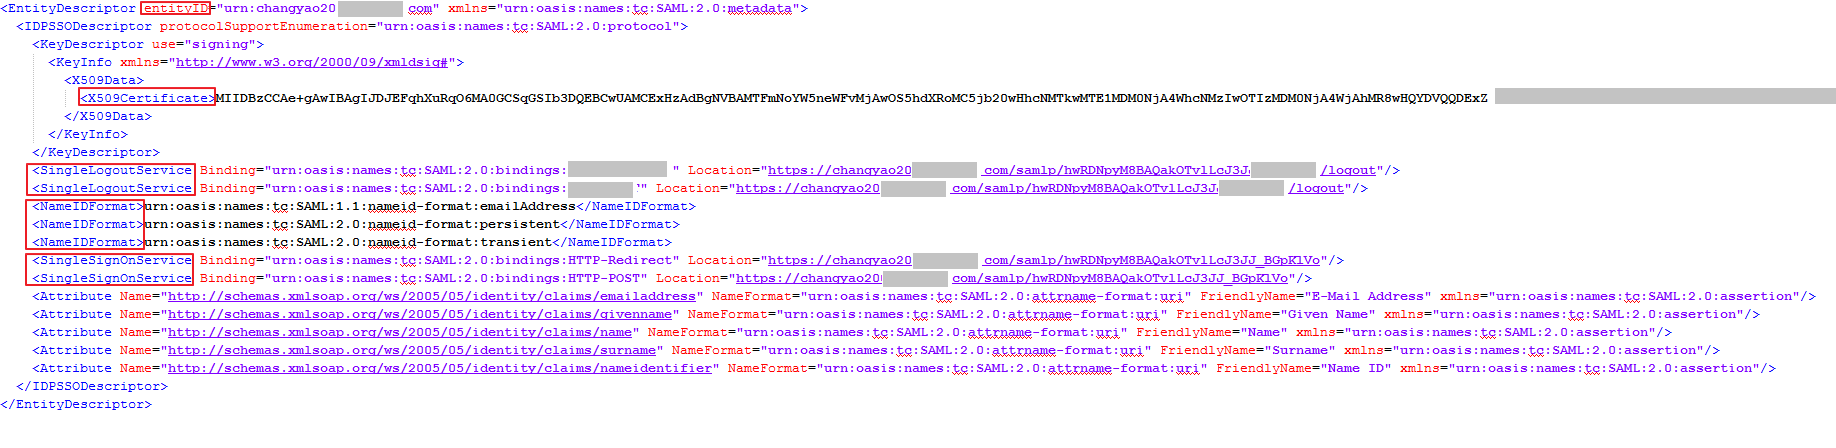 <EntityDescriptor entityID="urn:changyao20 com" xmlns="urn:oasis:names:tc:SAML:2.0:metadata">
<IDPSSODescriptor protocolSupportEnumeration="urn:oasis:names:tc:SAML:2.0:protocol">
<KeyDescriptor use="signing">
<KeyInfo xmlns="http://www.w3.org/2000/09/xmldsig#">
<X509Data>
<X509Certificate>MIIDBzCCAe+gAwIBAgIJDJEFqhXuRqO6MA0GCSqGSIb3DQEBCwUAMCExHzAdBgNVBAMTFmNoYW5neWFvMjAwOS5hdXRoMC5jb20wHhcNMTkwMTE1MDM0NjA4WhcNMzIwOTIzMDM0NjA4WjAhMR8wHQYDVQQDExZ
</X509Data>
</KeyInfo>
</KeyDescriptor>
<SingleLogoutService Binding="urn:oasis:names:tc:SAML:2.0:bindings: " Location="https://changyao20 com/samlp/hwRDNpyM8BAQakOTvlLcJ3J /logout"/>
<SingleLogoutService Binding="urn:oasis:names:tc:SAML:2.0:bindings: " Location="https://changyao20 com/samlp/hwRDNpyM8BAQakOTvlLcJ3J /logout"/>
<NameIDFormat>urn:oasis:names:tc:SAML:1.1:nameid-format:emailAddress</NameIDFormat>
<NameIDFormat>urn:oasis:names:tc:SAML:2.0:nameid-format:persistent</NameIDFormat>
<NameIDFormat>urn:oasis:names:tc:SAML:2.0:nameid-format:transient</NameIDFormat>
<SingleSignOnService Binding="urn:oasis:names:tc:SAML:2.0:bindings:HTTP-Redirect" Location="https://changyao20 com/samlp/hwRDNpyM8BAQakOTvlLcJ3JJ_BGpKlVo"/>
<SingleSignOnService Binding="urn:oasis:names:tc:SAML:2.0:bindings:HTTP-POST" Location="https://changyao20 com/samlp/hwRDNpyM8BAQakOTvlLcJ3JJ_BGpKlVo"/>
<Attribute Name="http://schemas.xmlsoap.org/ws/2005/05/identity/claims/emailaddress" NameFormat="urn:oasis:names:tc:SAML:2.0:attrname-format:uri" FriendlyName="E-Mail Address" xmlns="urn:oasis:names:tc:SAML:2.0:assertion"/>
<Attribute Name="http://schemas.xmlsoap.org/ws/2005/05/identity/claims/givenname" NameFormat="urn:oasis:names:tc:SAML:2.0:attrname-format:uri" FriendlyName="Given Name" xmlns="urn:oasis:names:tc:SAML:2.0:assertion"/>
<Attribute Name="http://schemas.xmlsoap.org/ws/2005/05/identity/claims/name" NameFormat="urn:oasis:names:tc:SAML:2.0:attrname-format:uri" FriendlyName="Name" xmlns="urn:oasis:names:tc:SAML:2.0:assertion"/>
<Attribute Name="http://schemas.xmlsoap.org/ws/2005/05/identity/claims/surname" NameFormat="urn:oasis:names:tc:SAML:2.0:attrname-format:uri" FriendlyName="Surname" xmlns="urn:oasis:names:tc:SAML:2.0:assertion"/>
<Attribute Name="http://schemas.xmlsoap.org/ws/2005/05/identity/claims/nameidentifier" NameFormat="urn:oasis:names:tc:SAML:2.0:attrname-format:uri" FriendlyName="Name ID" xmlns="urn:oasis:names:tc:SAML:2.0:assertion"/>
</IDPSSODescriptor>
</EntityDescriptor>